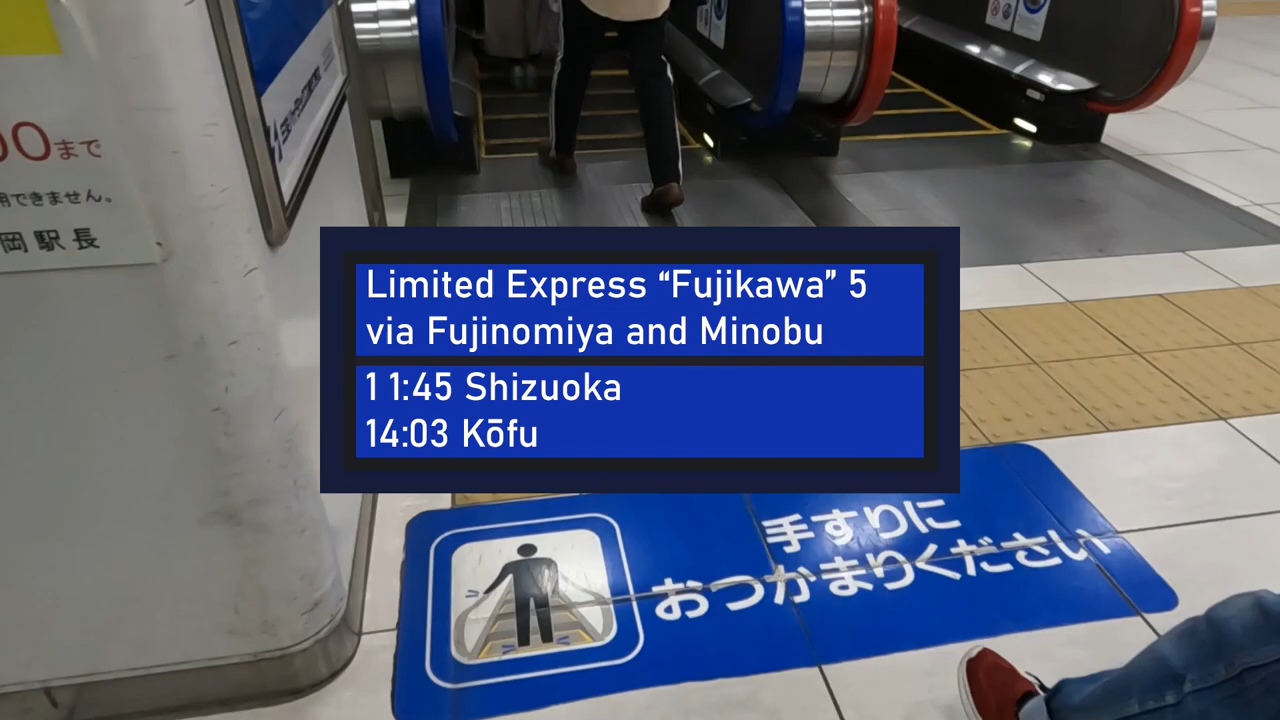 00まで
用できません。
岡駅長
Limited Express “Fujikawa” 5
via Fujinomiya and Minobu
11:45 Shizuoka
14:03 Kōfu
手すりに
おつかまりください